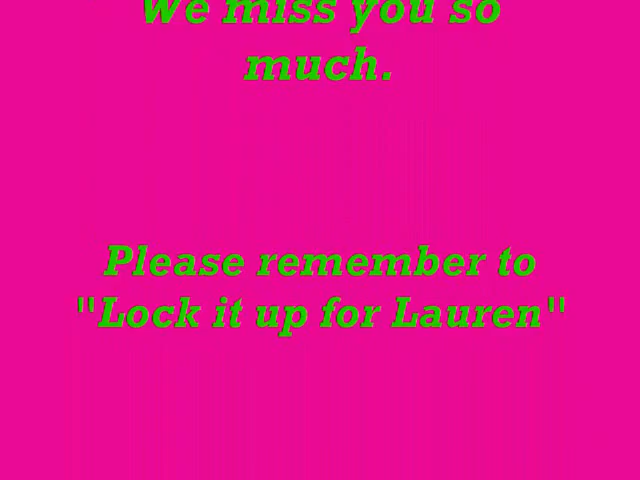 We miss you so
much.
Please remember to
"Lock it up for Lauren"